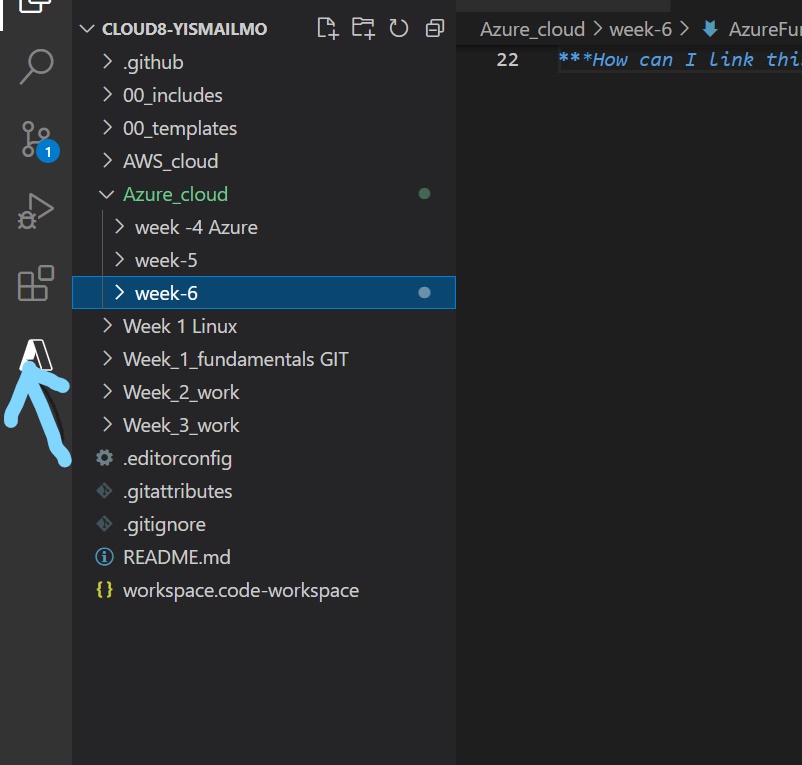 CLOUD8-YISMAILMO
.github
00_includes
00_templates
AWS_cloud
Azure_cloud
week -4 Azure
week-5
week-6
Week 1 Linux
Week_1_fundamentals GIT
Week_2_work
Week_3_work
.editorconfig
.gitattributes
.gitignore
README.md
{} workspace.code-workspace
1
Azure_cloud > week-6 > AzureFu
22 ***How can I link thi